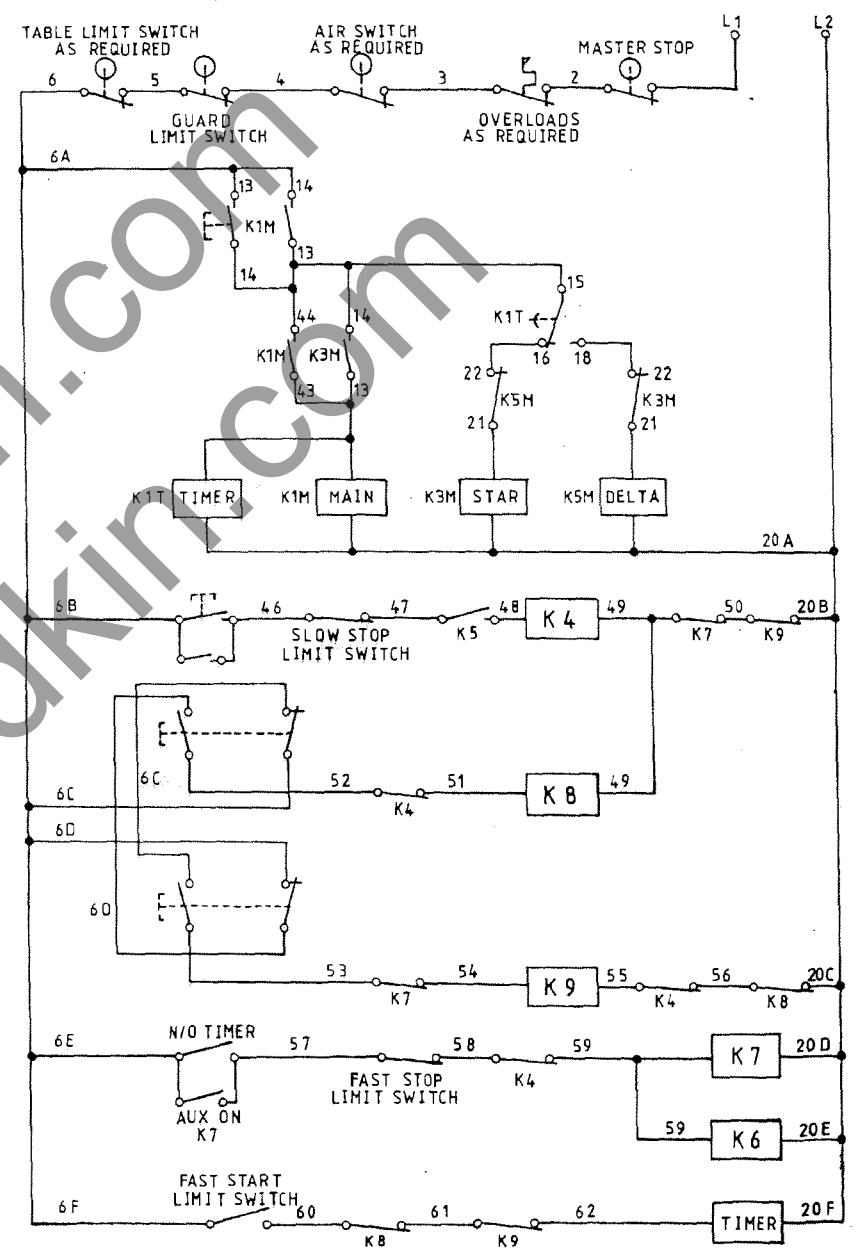 L1
L2
TABLE LIMIT SWITCH
AS REQUIRED
AIR SWITCH
AS REQUIRED
MASTER STOP
6
5
4
3
2
GUARD
LIMIT SWITCH
OVERLOADS
AS REQUIRED
6A
13
14
K1M
13
14
15
44
14
K1T
K1M
K3M
16
18
43
13
22
22
K5M
K3M
21
21
K1T
TIMER
K1M
MAIN
K3M
STAR
K5M
DELTA
20A
6B
46
47
48
K4
49
50
20B
SLOW STOP
LIMIT SWITCH
K5
K7
K9
6C
52
51
K8
49
6C
K4
6D
6D
53
54
K9
55
56
20C
K7
K4
K8
6E
N/O TIMER
57
58
59
K7
20D
FAST STOP
LIMIT SWITCH
K4
AUX ON
K7
59
K6
20E
FAST START
LIMIT SWITCH
6F
60
61
62
TIMER
20F
K8
K9